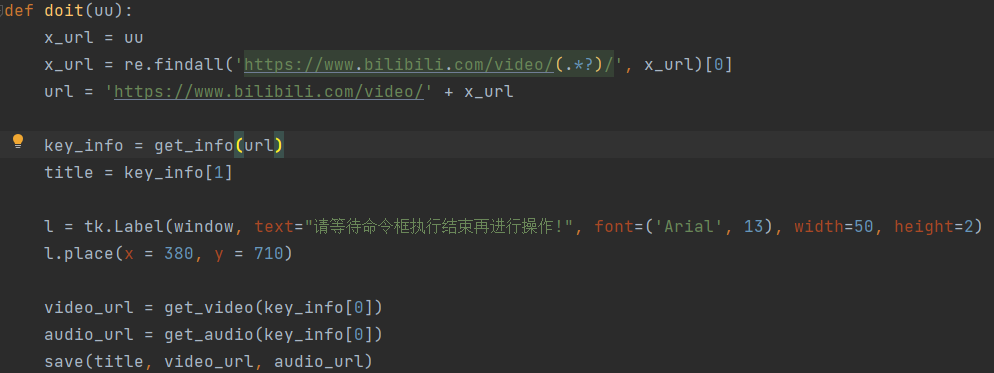 def doit(uu):
    x_url = uu
    x_url = re.findall('https://www.bilibili.com/video/(.*?)/', x_url)[0]
    url = 'https://www.bilibili.com/video/' + x_url
    key_info = get_info(url)
    title = key_info[1]
    l = tk.Label(window, text="请等待命令框执行结束再进行操作!", font=('Arial', 13), width=50, height=2)
    l.place(x = 380, y = 710)
    video_url = get_video(key_info[0])
    audio_url = get_audio(key_info[0])
    save(title, video_url, audio_url)